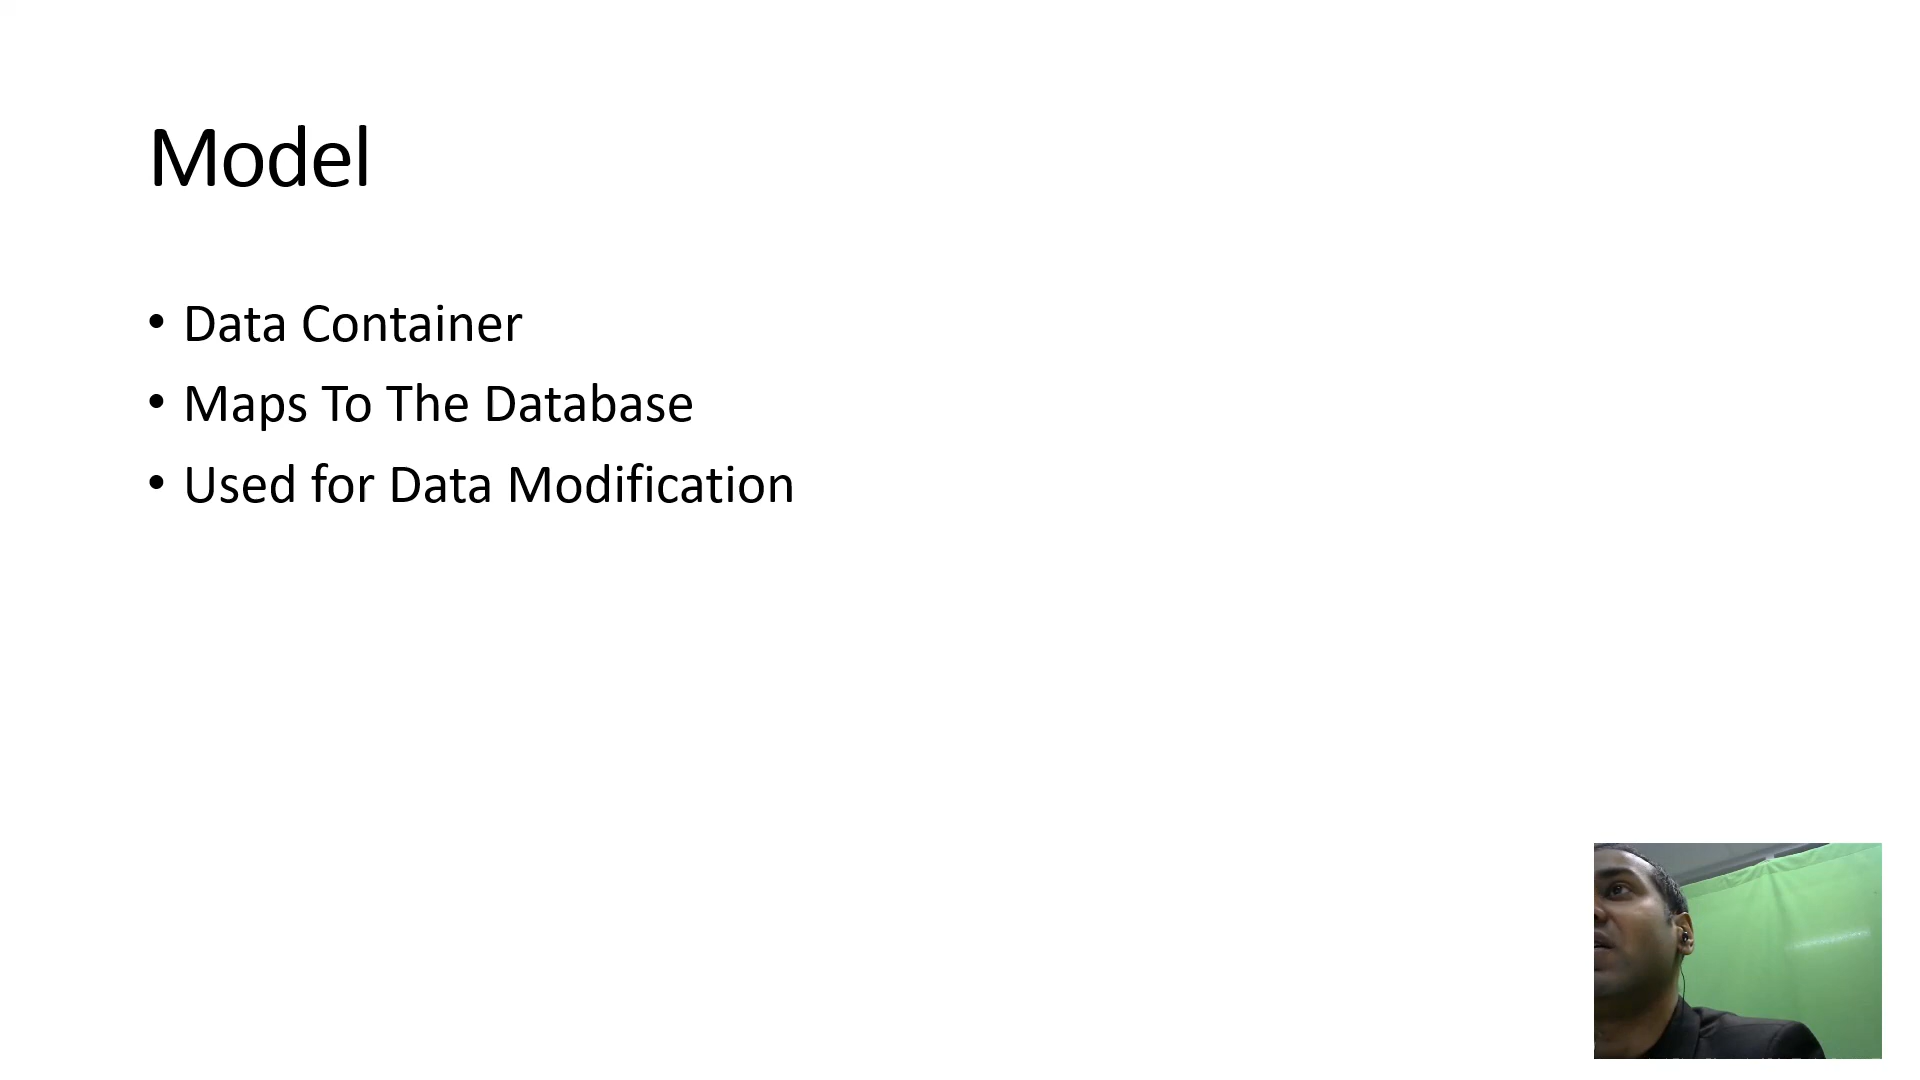 Model
• Data Container
• Maps To The Database
• Used for Data Modification